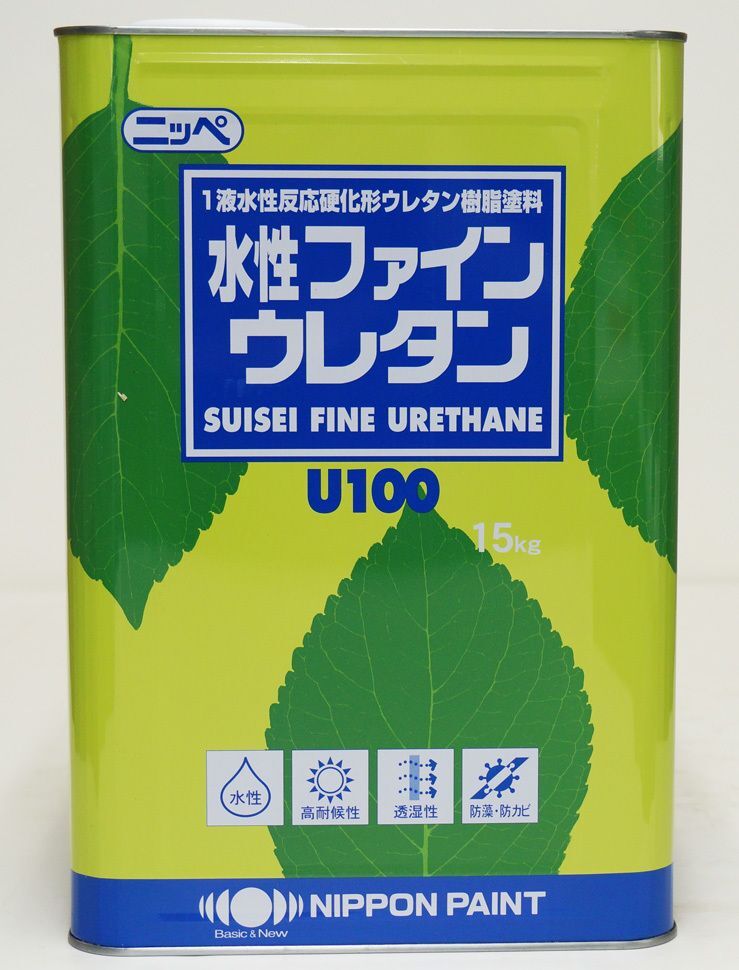 ニッペ
1液水性反応硬化形ウレタン樹脂塗料
水性ファイン
ウレタン
SUISEI FINE URETHANE
U100
15kg
水性
高耐候性
透湿性
防藻・防カビ
NIPPON PAINT
Basic & New